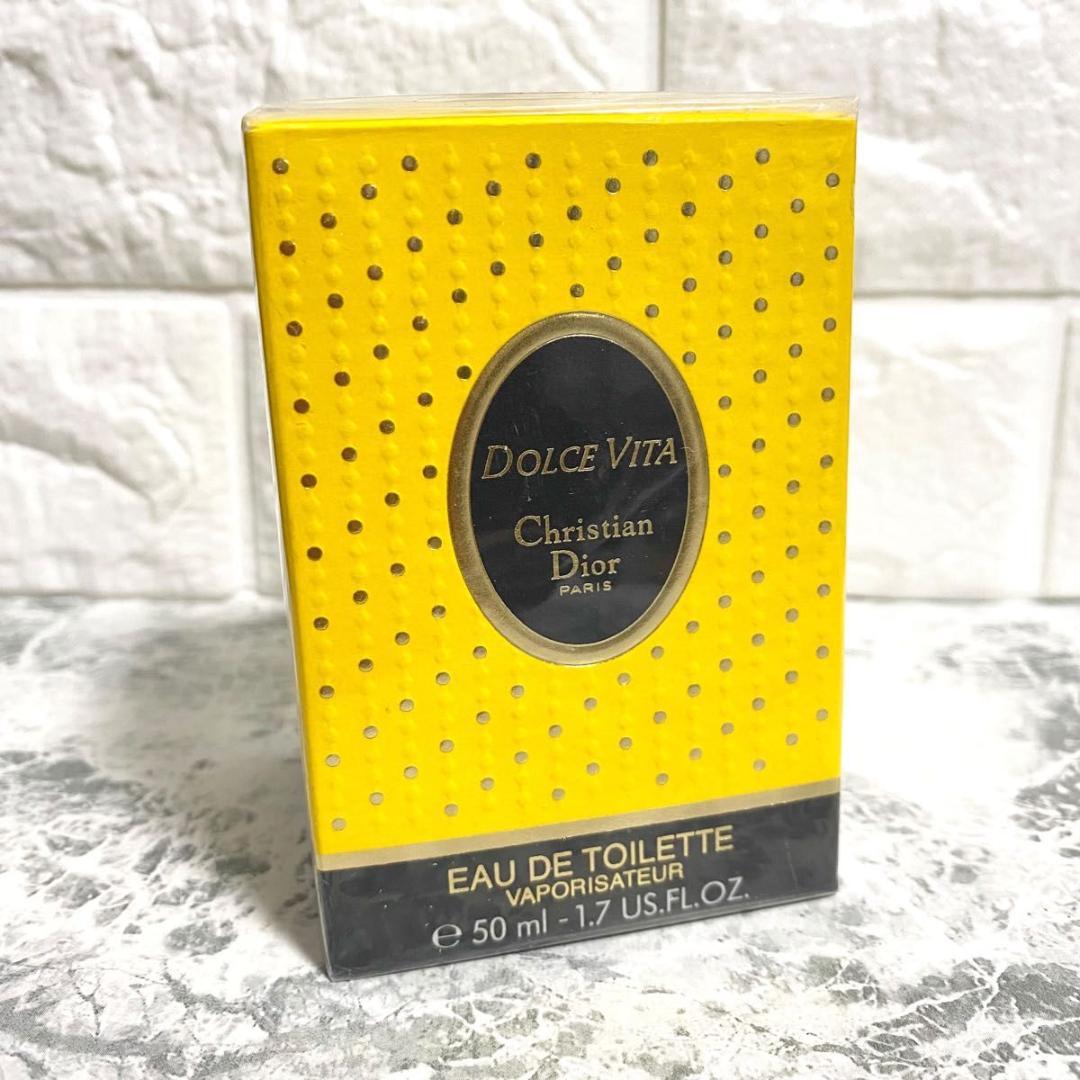 DOLCE VITA
Christian
Dior
PARIS
EAU DE TOILETTE
VAPORISATEUR
℮ 50 ml - 1.7 US.FL.OZ.